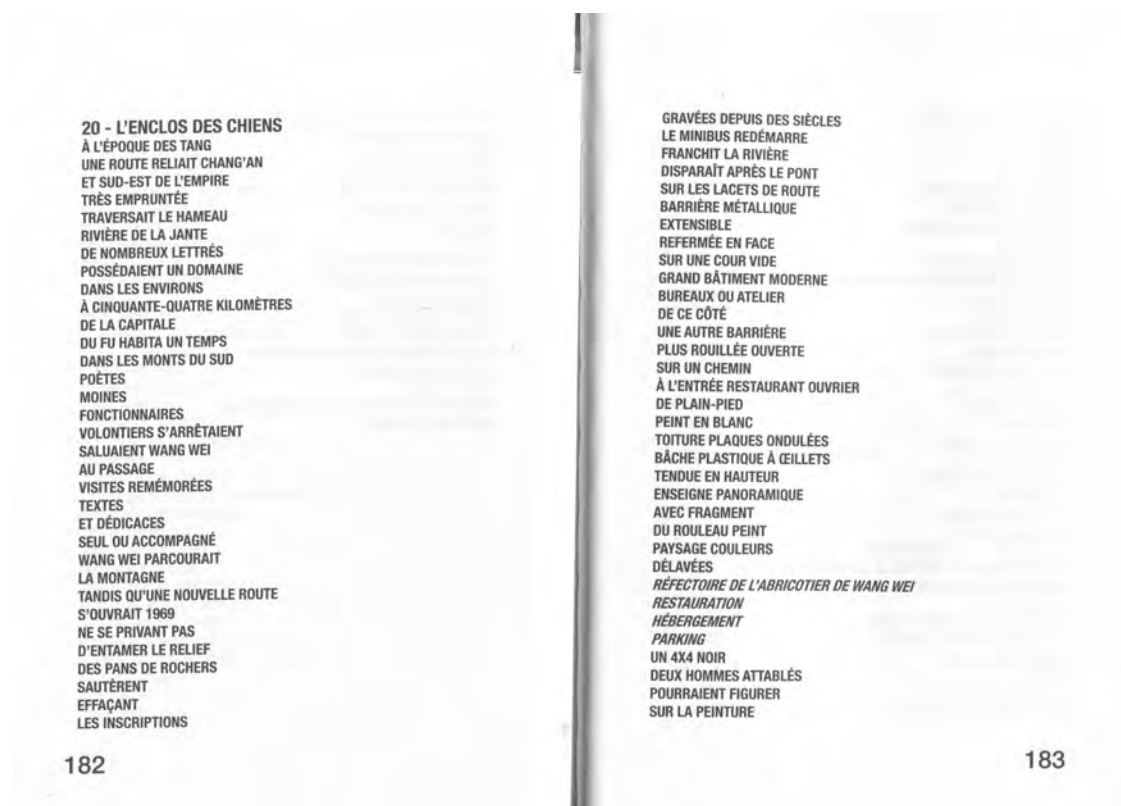 20 - L'ENCLOS DES CHIENS
À L'ÉPOQUE DES TANG
UNE ROUTE RELIAIT CHANG'AN
ET SUD-EST DE L'EMPIRE
TRÈS EMPRUNTÉE
TRAVERSAIT LE HAMEAU
RIVIÈRE DE LA JANTE
DE NOMBREUX LETTRÉS
POSSÉDAIENT UN DOMAINE
DANS LES ENVIRONS
À CINQUANTE-QUATRE KILOMÈTRES
DE LA CAPITALE
DU FU HABITA UN TEMPS
DANS LES MONTS DU SUD
POÈTES
MOINES
FONCTIONNAIRES
VOLONTIERS S'ARRÊTAIENT
SALUAIENT WANG WEI
AU PASSAGE
VISITES REMÉMORÉES
TEXTES
ET DÉDICACES
SEUL OU ACCOMPAGNÉ
WANG WEI PARCOURAIT
LA MONTAGNE
TANDIS QU'UNE NOUVELLE ROUTE
S'OUVRAIT 1969
NE SE PRIVANT PAS
D'ENTAMER LE RELIEF
DES PANS DE ROCHERS
SAUTÈRENT
EFFAÇANT
LES INSCRIPTIONS
182
GRAVÉES DEPUIS DES SIÈCLES
LE MINIBUS REDÉMARRE
FRANCHIT LA RIVIÈRE
DISPARAÎT APRÈS LE PONT
SUR LES LACETS DE ROUTE
BARRIÈRE MÉTALLIQUE
EXTENSIBLE
REFERMÉE EN FACE
SUR UNE COUR VIDE
GRAND BÂTIMENT MODERNE
BUREAUX OU ATELIER
DE CE CÔTÉ
UNE AUTRE BARRIÈRE
PLUS ROUILLÉE OUVERTE
SUR UN CHEMIN
À L'ENTRÉE RESTAURANT OUVRIER
DE PLAIN-PIED
PEINT EN BLANC
TOITURE PLAQUES ONDULÉES
BÂCHE PLASTIQUE À ŒILLETS
TENDUE EN HAUTEUR
ENSEIGNE PANORAMIQUE
AVEC FRAGMENT
DU ROULEAU PEINT
PAYSAGE COULEURS
DÉLAVÉES
RÉFECTOIRE DE L'ABRICOTIER DE WANG WEI
RESTAURATION
HÉBERGEMENT
PARKING
UN 4X4 NOIR
DEUX HOMMES ATTABLÉS
POURRAIENT FIGURER
SUR LA PEINTURE
183